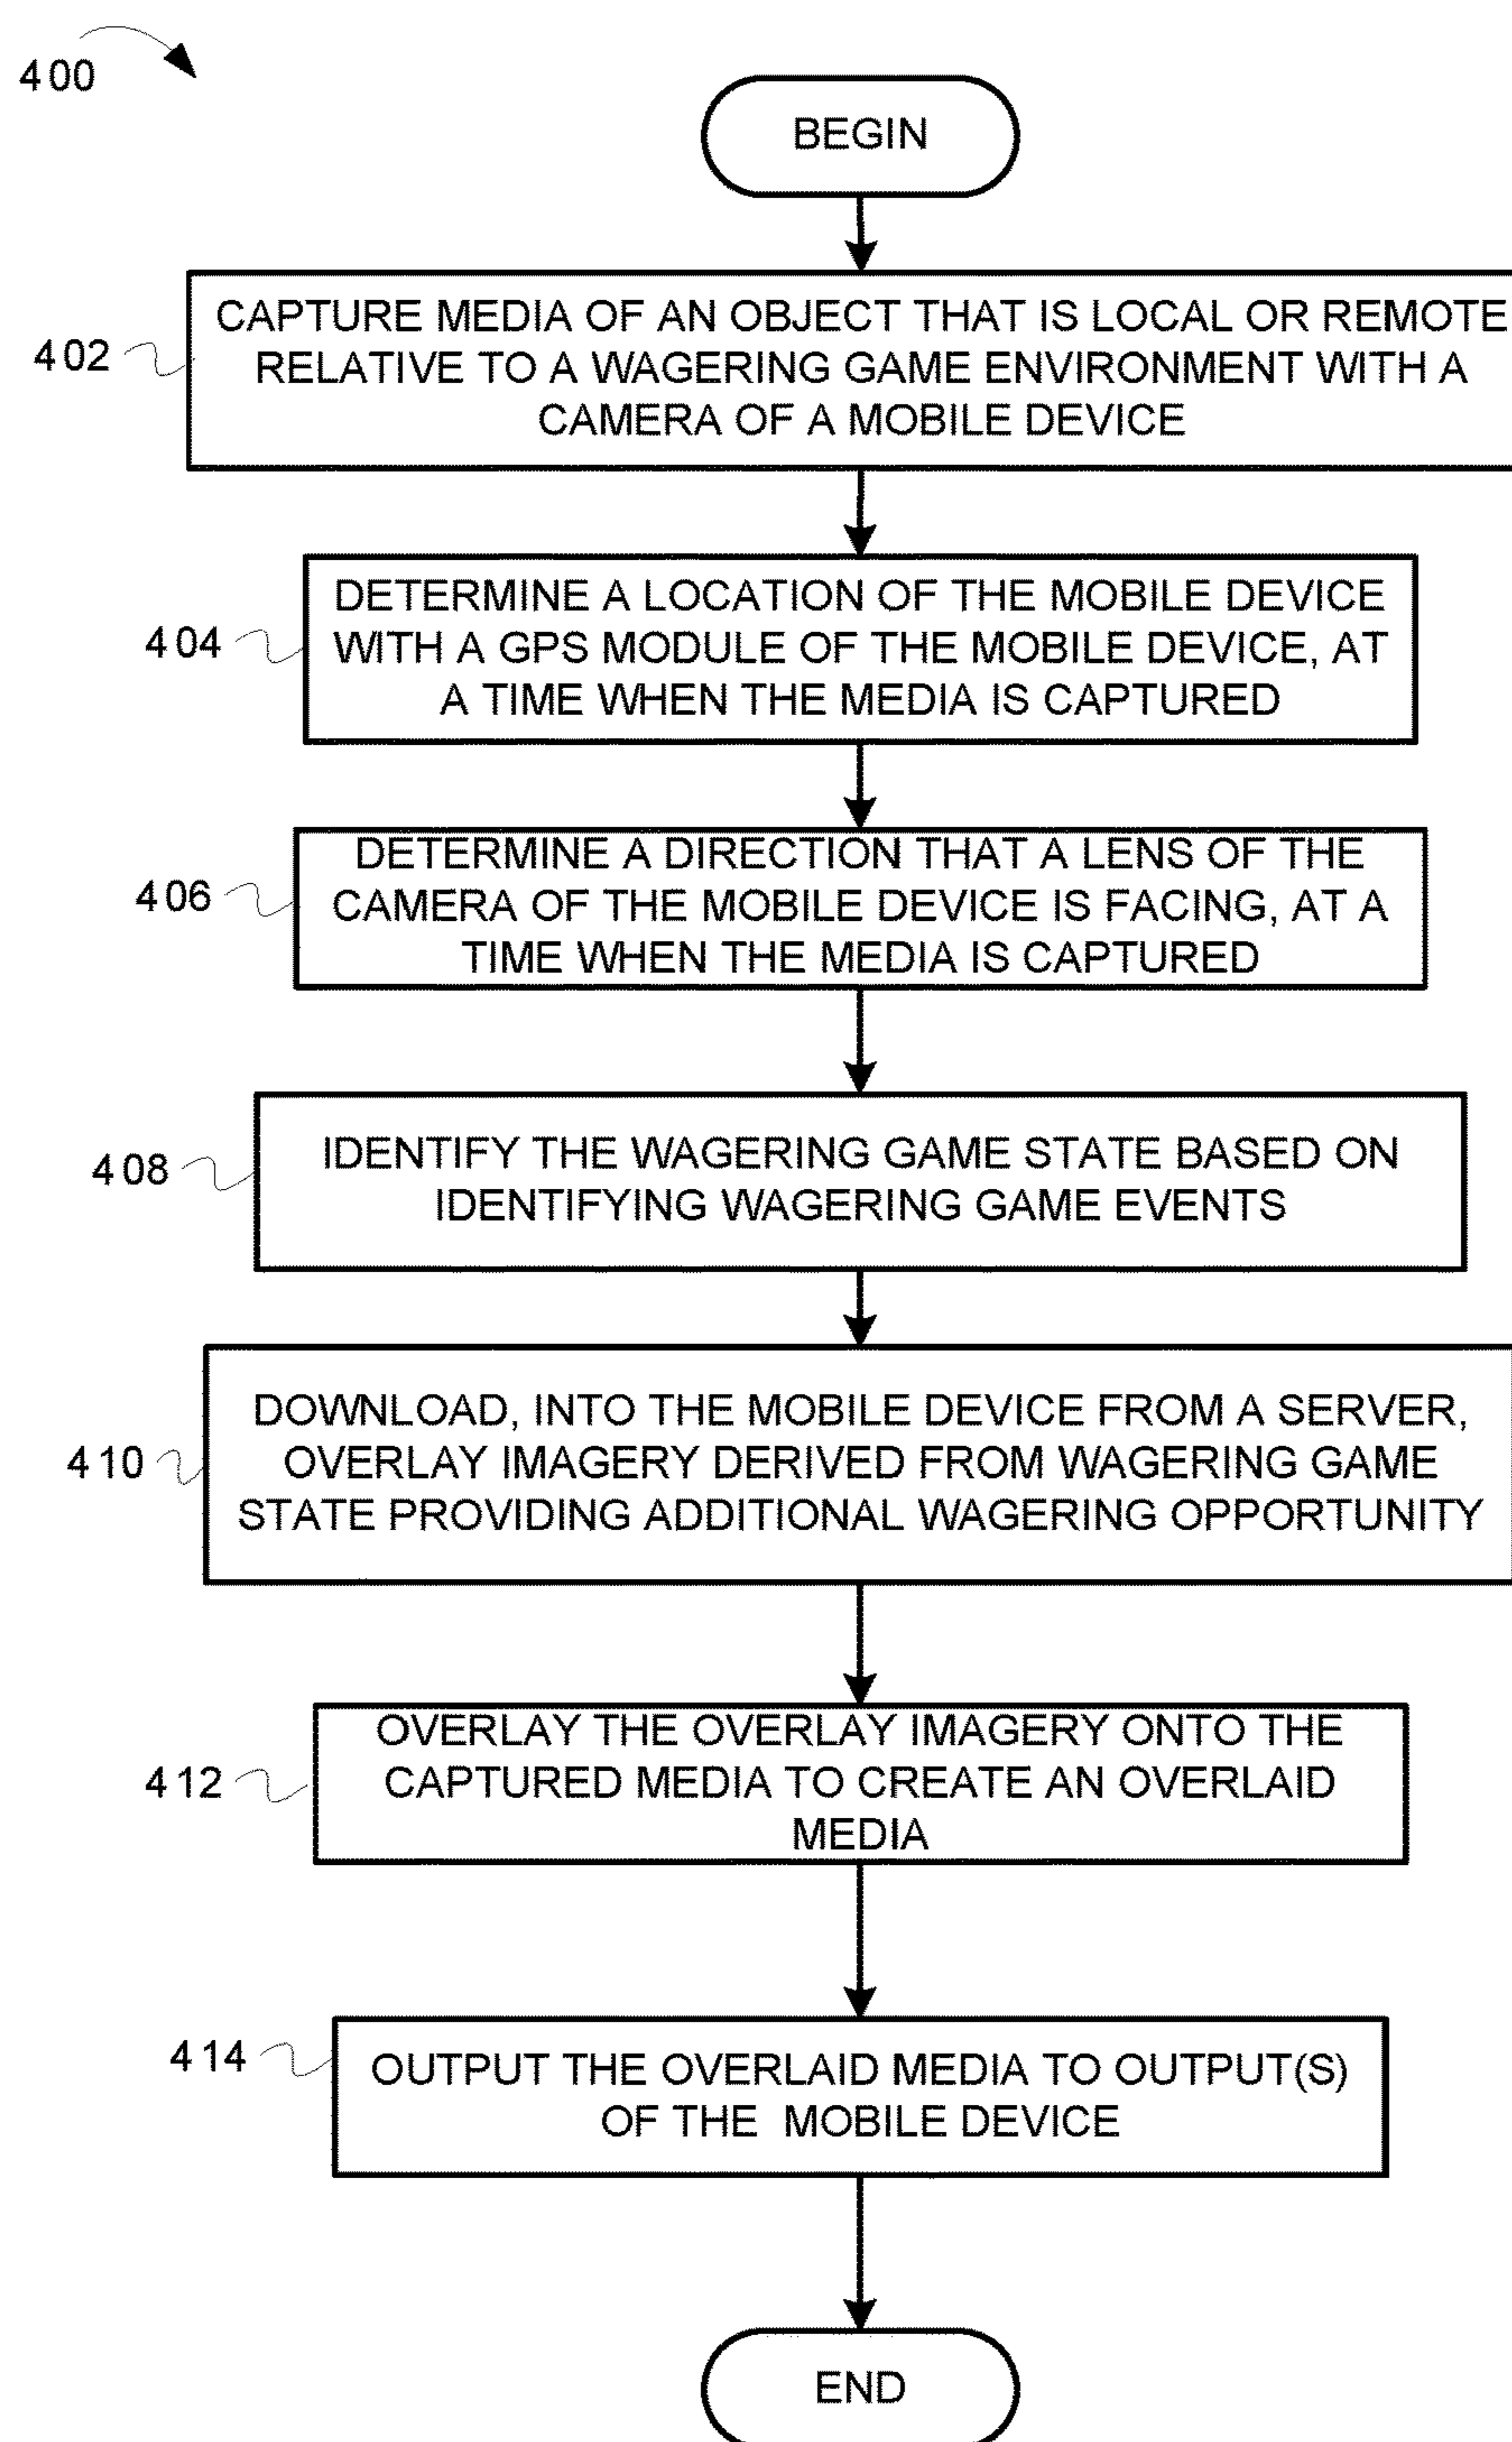 400
BEGIN
402
CAPTURE MEDIA OF AN OBJECT THAT IS LOCAL OR REMOTE
RELATIVE TO A WAGERING GAME ENVIRONMENT WITH A
CAMERA OF A MOBILE DEVICE
404
DETERMINE A LOCATION OF THE MOBILE DEVICE
WITH A GPS MODULE OF THE MOBILE DEVICE, AT
A TIME WHEN THE MEDIA IS CAPTURED
406
DETERMINE A DIRECTION THAT A LENS OF THE
CAMERA OF THE MOBILE DEVICE IS FACING, AT A
TIME WHEN THE MEDIA IS CAPTURED
408
IDENTIFY THE WAGERING GAME STATE BASED ON
IDENTIFYING WAGERING GAME EVENTS
410
DOWNLOAD, INTO THE MOBILE DEVICE FROM A SERVER,
OVERLAY IMAGERY DERIVED FROM WAGERING GAME
STATE PROVIDING ADDITIONAL WAGERING OPPORTUNITY
412
OVERLAY THE OVERLAY IMAGERY ONTO THE
CAPTURED MEDIA TO CREATE AN OVERLAID
MEDIA
414
OUTPUT THE OVERLAID MEDIA TO OUTPUT(S)
OF THE MOBILE DEVICE
END